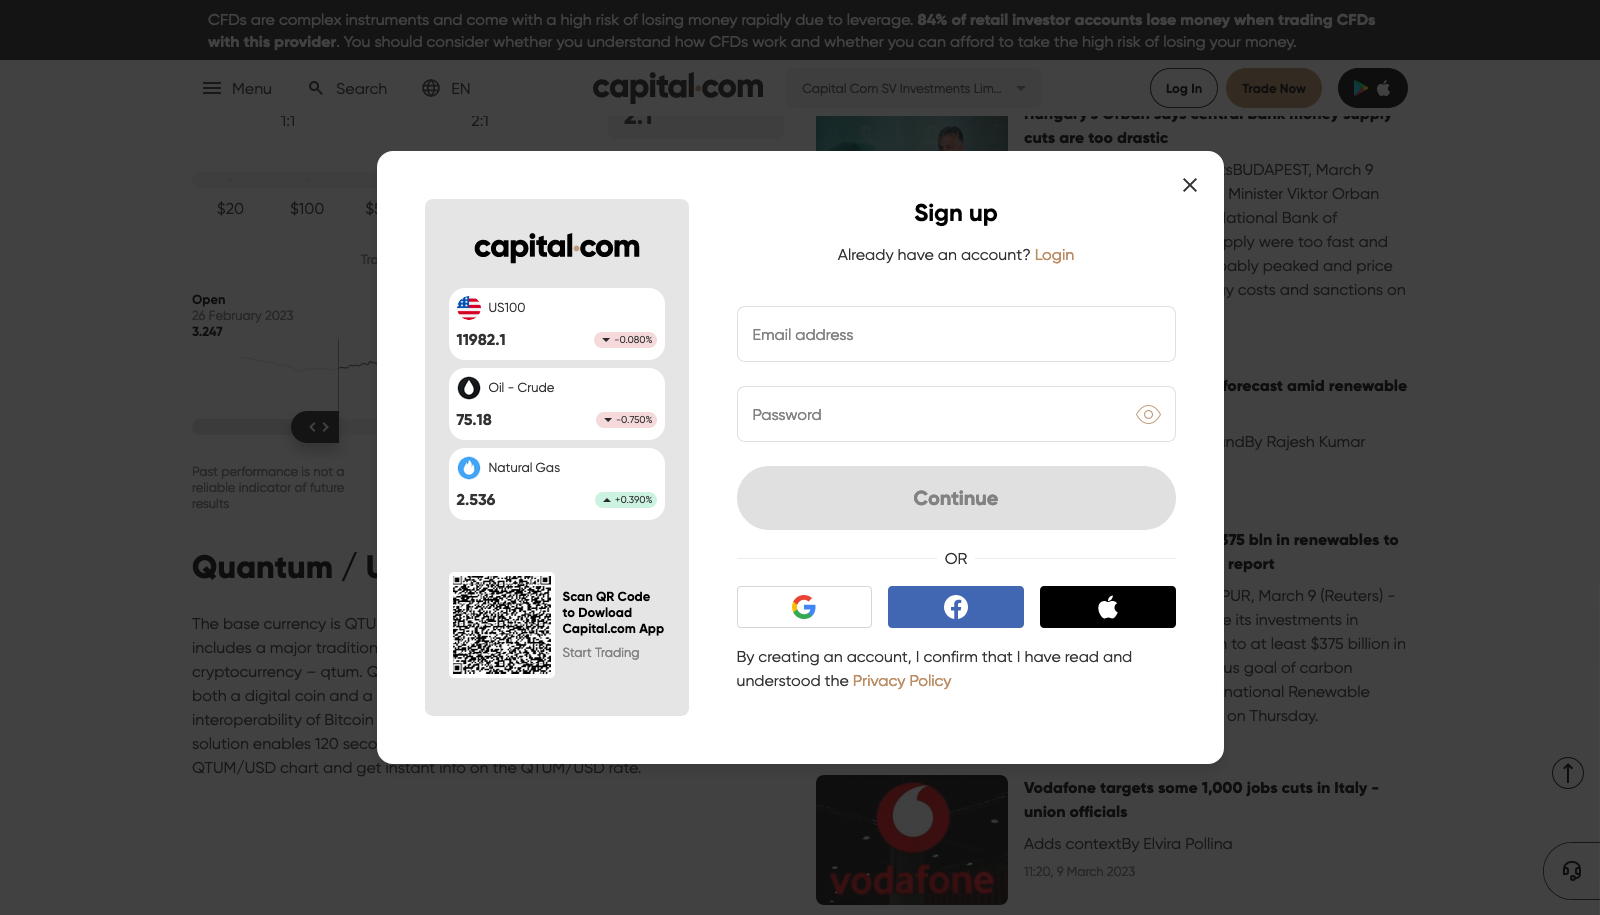 CFDs are complex instruments and come with a high risk of losing money rapidly due to leverage. 84% of retail investor accounts lose money when trading CFDs
with this provider. You should consider whether you understand how CFDs work and whether you can afford to take the high risk of losing your money.
Menu
Search
EN
capital.com
Capital Com SV Investments Lim...
Log In
Trade Now
1:1
2:1
2:1
Hungary's Orban says central bank money supply
cuts are too drastic
BUDAPEST, March 9
Minister Viktor Orban
National Bank of
were too fast and
peaked and price
costs and sanctions on
$20
$100
Open
26 February 2023
3.247
Past performance is not a
reliable indicator of future
results
capital.com
US100
11982.1
-0.080%
Oil - Crude
75.18
-0.750%
Natural Gas
2.536
+0.390%
Scan QR Code
to Dowload
Capital.com App
Start Trading
Sign up
Already have an account? Login
Email address
Password
Continue
OR
By creating an account, I confirm that I have read and
understood the Privacy Policy
forecast amid renewable
By Rajesh Kumar
375 bln in renewables to
report
March 9 (Reuters) -
its investments in
to at least $375 billion in
goal of carbon
Renewable
on Thursday.
Quantum /
The base currency is
includes a major
cryptocurrency – qtum.
both a digital coin and a
interoperability of Bitcoin
solution enables 120
QTUM/USD chart and get instant info on the QTUM/USD rate.
vodafone
Vodafone targets some 1,000 jobs cuts in Italy -
union officials
Adds contextBy Elvira Pollina
11:20, 9 March 2023